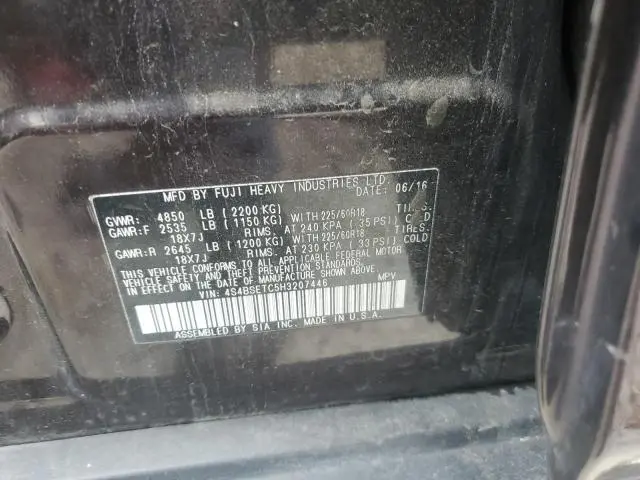 MFD BY FUJI HEAVY INDUSTRIES LTD. DATE: 06/16
GVWR: 4850 LB (2200 KG)
GAWR:F 2535 LB (1150 KG) WITH 225/60R18 TIRES.
18X7J RIMS. AT 240 KPA (35 PSI) COLD
GAWR:R 2645 LB (1200 KG) WITH 225/60R18 TIRES.
18X7J RIMS. AT 230 KPA (33 PSI) COLD
THIS VEHICLE CONFORMS TO ALL APPLICABLE FEDERAL MOTOR
VEHICLE SAFETY AND THEFT PREVENTION STANDARDS
IN EFFECT ON THE DATE OF MANUFACTURE SHOWN ABOVE.
VIN: 4S4BSETC5H3207446 MPV
ASSEMBLED BY SIA INC. MADE IN U.S.A.